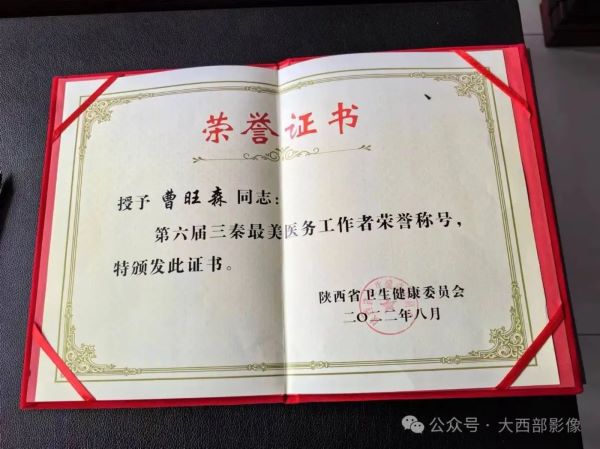 荣誉证书
授予 曹旺森 同志：
第六届三秦最美医务工作者荣誉称号，
特颁发此证书。
陕西省卫生健康委员会
二〇二二年八月
公众号·大西部影像